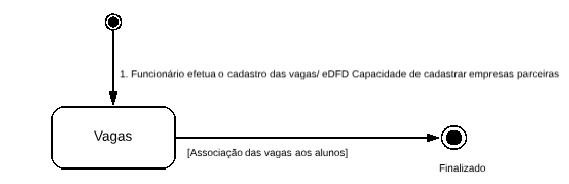 1. Funcionário efetua o cadastro das vagas/ eDFD Capacidade de cadastrar empresas parceiras
Vagas
[Associação das vagas aos alunos]
Finalizado